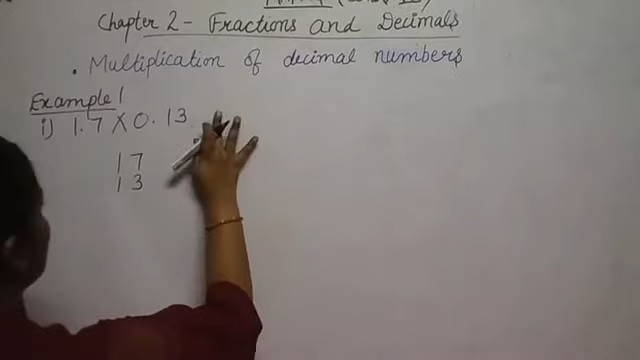 Chapter 2 - Fractions and Decimals
. Multiplication of decimal numbers
Example 1
i) 1.7 X 0.13
17
13